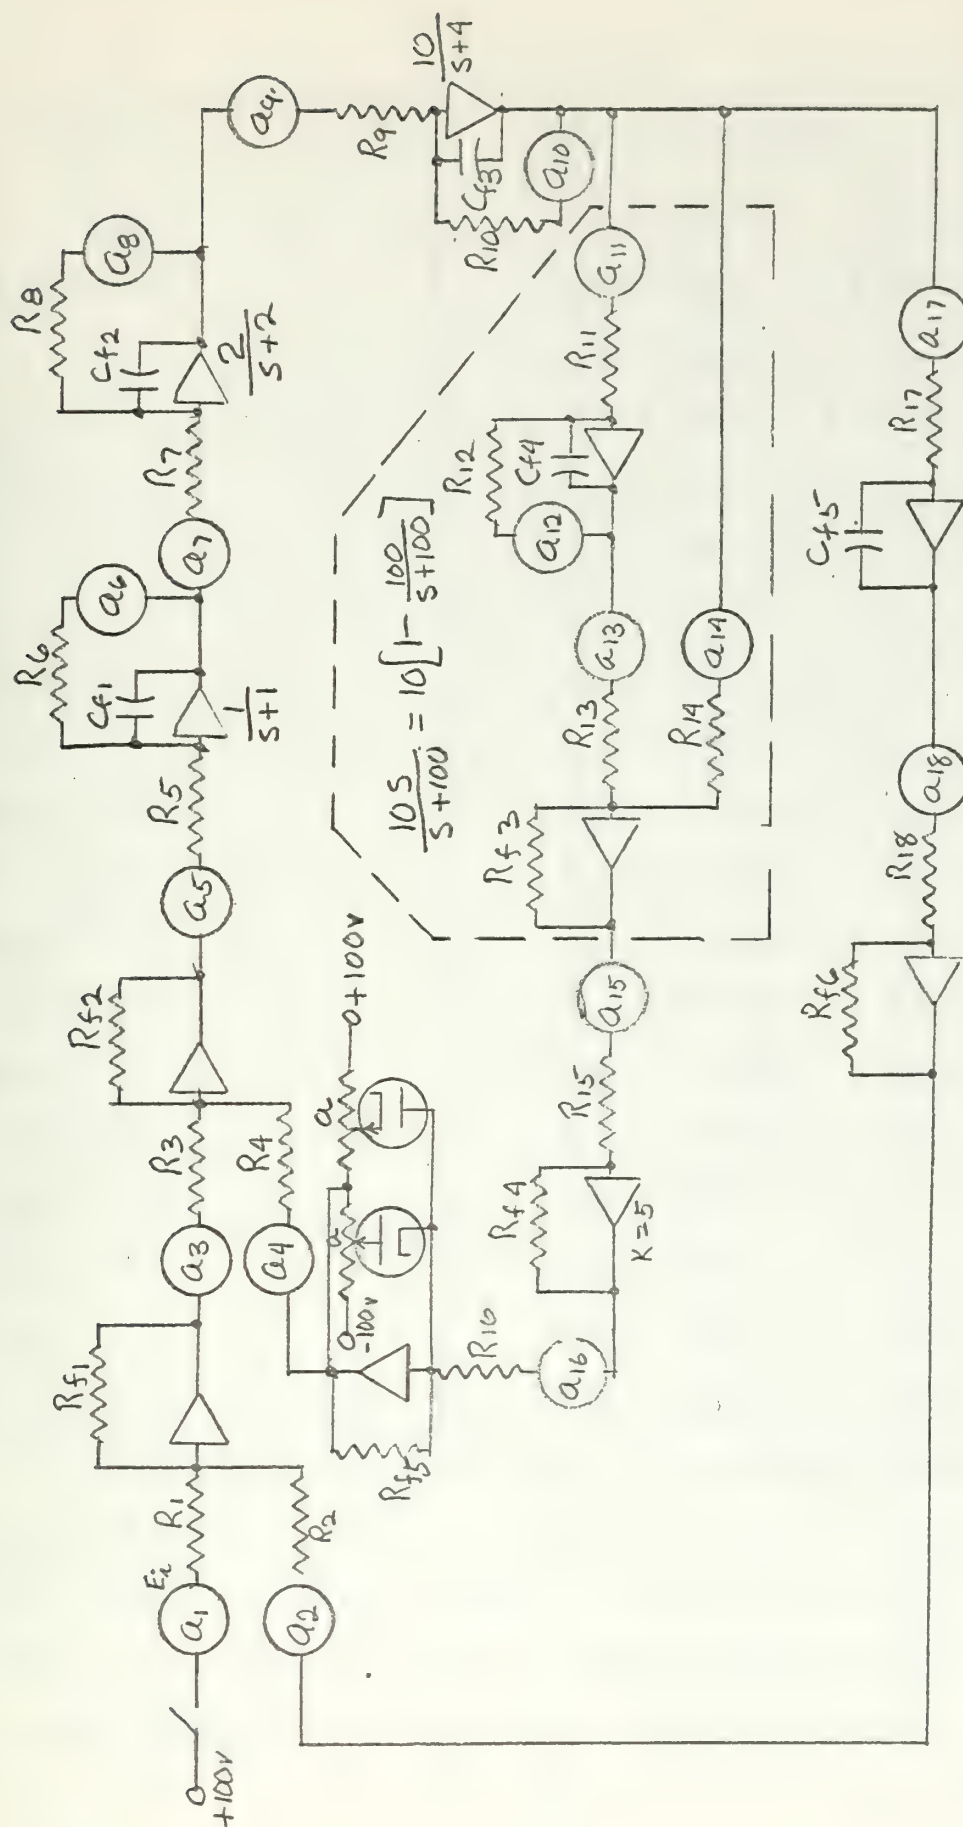 +100v
a1
Ei
R1
Rf1
a2
R2
a3
R3
Rf2
a4
R4
a5
R5
R6
Cf1
a6
1/(s+1)
a7
R7
R8
Cf2
a8
2/(s+2)
a9
R9
10/(s+4)
Cf3
R10
a10
a11
R11
R12
Cf4
a12
a13
R13
a14
R14
Rf3
10s/(s+100) = 10[1 - 100/(s+100)]
a15
R15
Rf4
K=5
a16
R16
Rf5
-100v
a
a
+100v
a17
R17
Cf5
a18
R18
Rf6